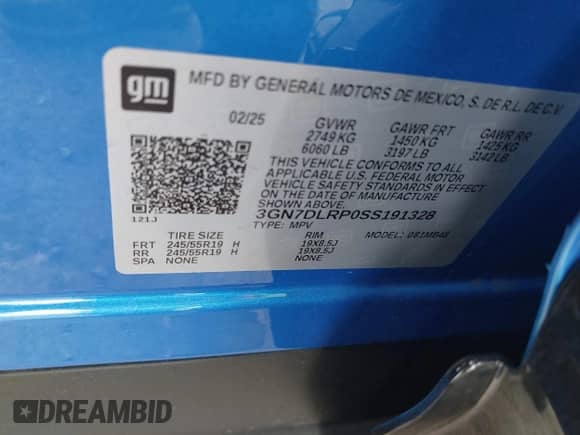 gm
MFD BY GENERAL MOTORS DE MEXICO, S. DE R.L. DE C.V.
02/25 GVWR GAWR FRT GAWR RR
2749 KG 1450 KG 1425 KG
6060 LB 3197 LB 3142 LB
THIS VEHICLE CONFORMS TO ALL
APPLICABLE U.S. FEDERAL MOTOR
VEHICLE SAFETY STANDARDS IN EFFECT
ON THE DATE OF MANUFACTURE
SHOWN ABOVE.
3GN7DLRP0SS191328
121J TYPE: MPV MODEL:
TIRE SIZE RIM
FRT 245/55R19 H 19X8.5J
RR 245/55R19 H 19X8.5J
SPA NONE NONE
DREAMBID